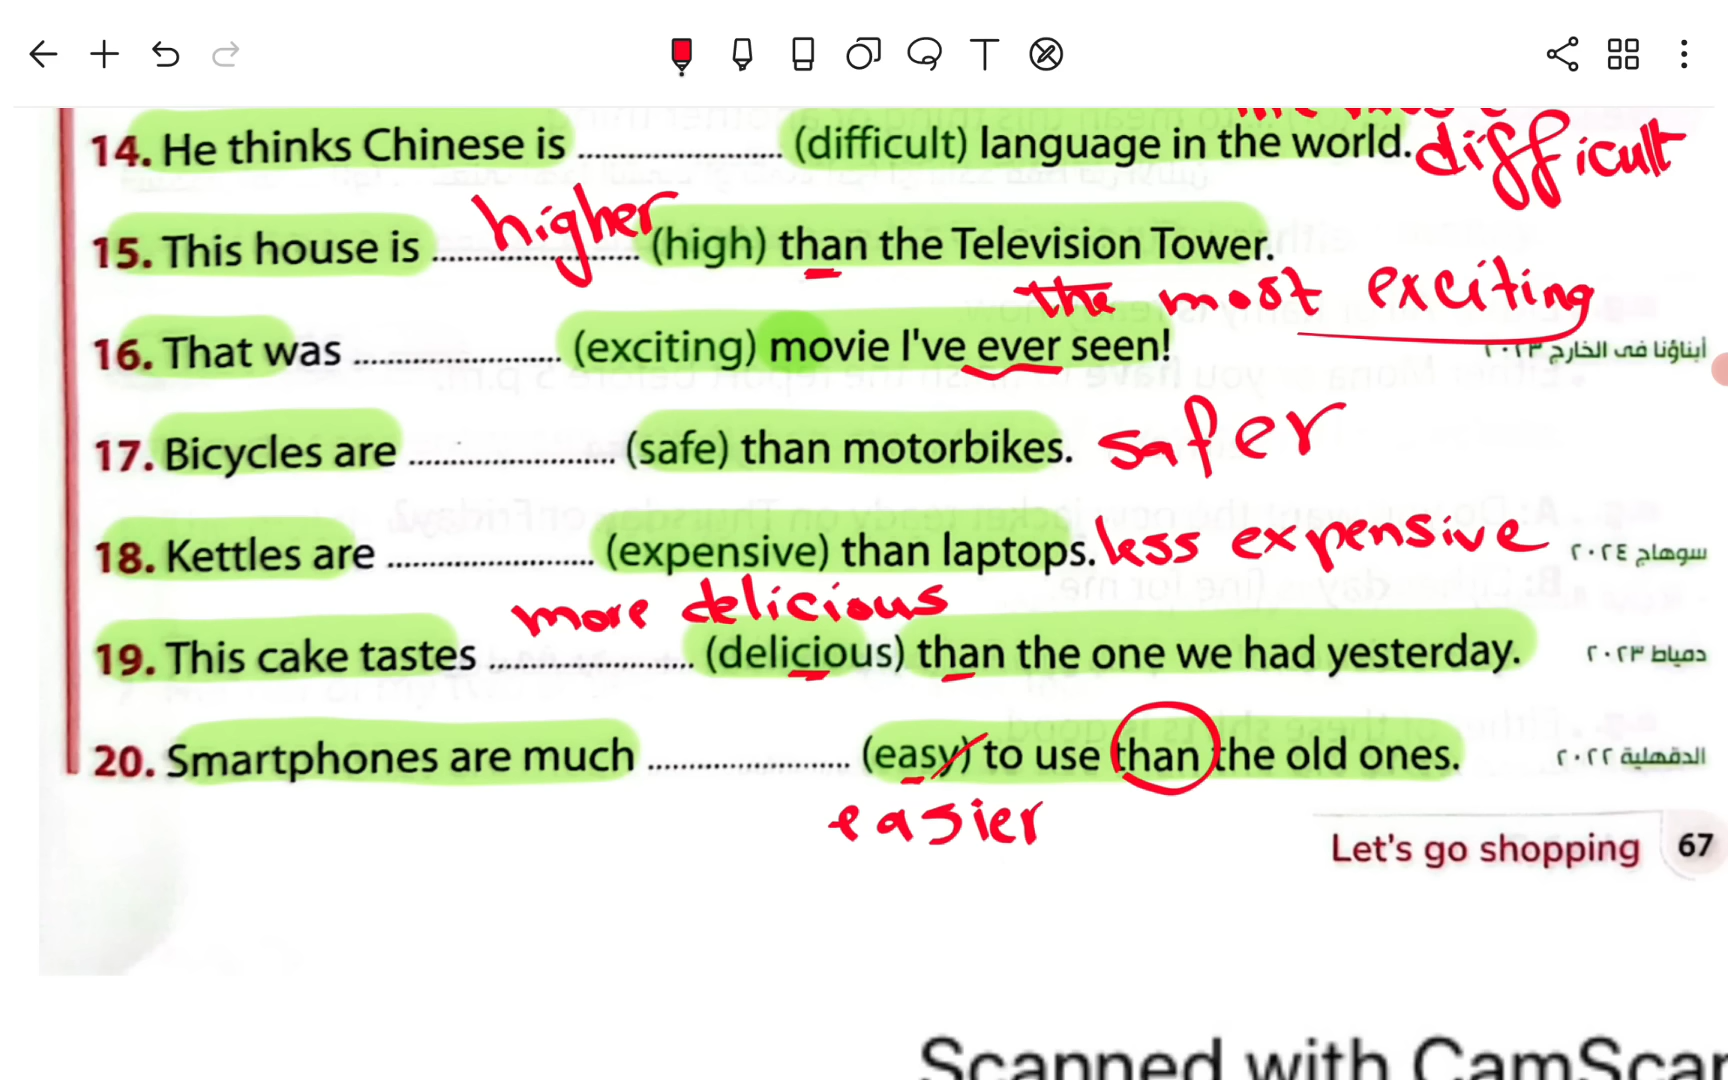 14. He thinks Chinese is ........................ (difficult) language in the world. difficult
higher
15. This house is ........................ (high) than the Television Tower.
the most exciting
16. That was ........................ (exciting) movie I've ever seen!
أبناؤنا فى الخارج ٢٠٢٣
17. Bicycles are ........................ (safe) than motorbikes. safer
18. Kettles are ........................ (expensive) than laptops. less expensive سوهاج ٢٠٢٤
more delicious
19. This cake tastes ........................ (delicious) than the one we had yesterday. دمياط ٢٠٢٣
20. Smartphones are much ........................ (easy) to use than the old ones. الدقهلية ٢٠٢٢
easier
Let's go shopping 67
Scanned with CamScan